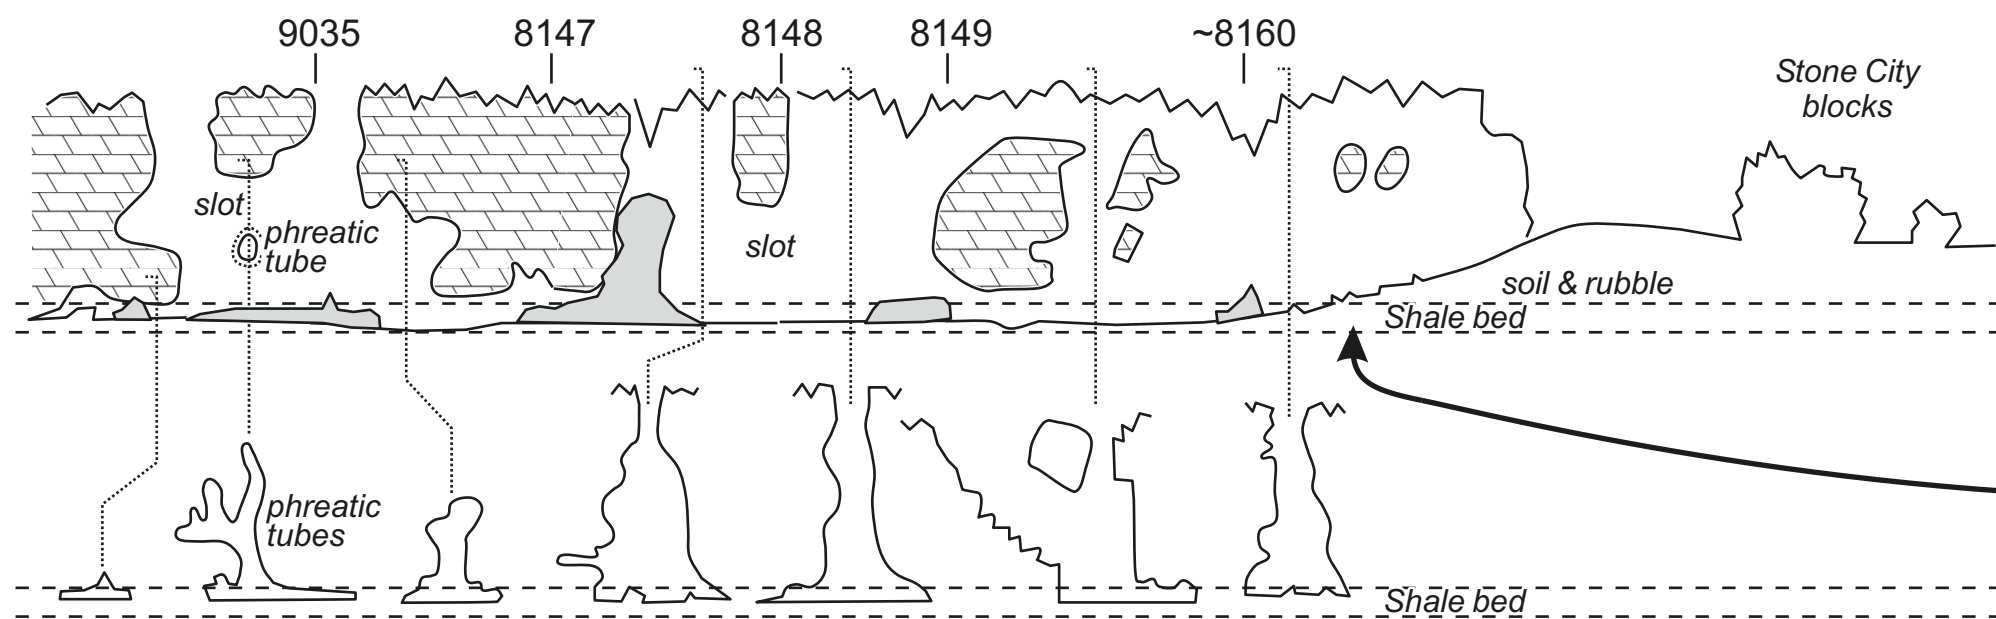 9035
8147
8148
8149
~8160
Stone City
blocks
slot
phreatic
tube
slot
soil & rubble
Shale bed
phreatic
tubes
Shale bed